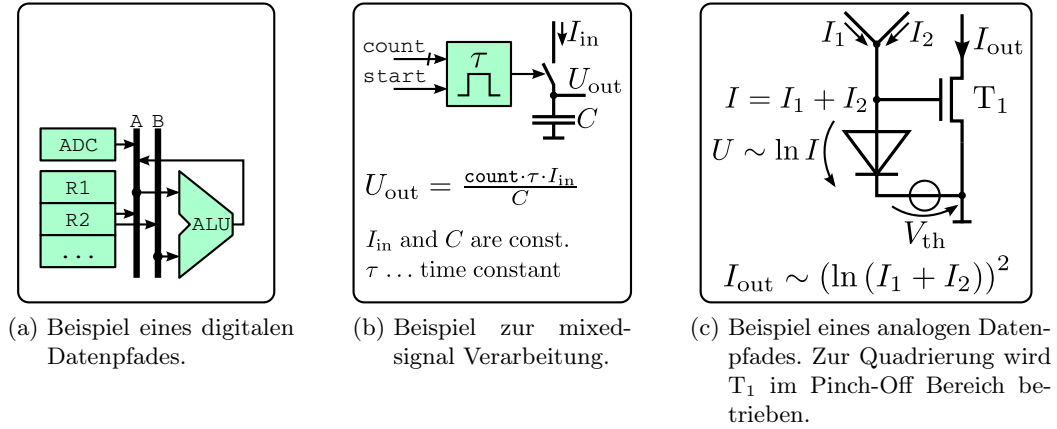 A B
ADC
R1
R2
...
ALU
(a) Beispiel eines digitalen
Datenpfades.
count
start
τ
I_in
U_out
C
U_out = count·τ·I_in / C
I_in and C are const.
τ ... time constant
(b) Beispiel zur mixed-
signal Verarbeitung.
I_1 I_2
I_out
I = I_1 + I_2
T_1
U ∼ ln I
V_th
I_out ∼ (ln (I_1 + I_2))^2
(c) Beispiel eines analogen Daten-
pfades. Zur Quadrierung wird
T_1 im Pinch-Off Bereich be-
trieben.